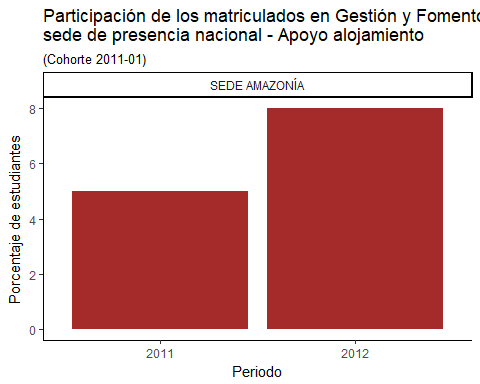 Participación de los matriculados en Gestión y Fomento
sede de presencia nacional - Apoyo alojamiento
(Cohorte 2011-01)
SEDE AMAZONÍA
Porcentaje de estudiantes
8
6
4
2
0
2011 2012
Periodo